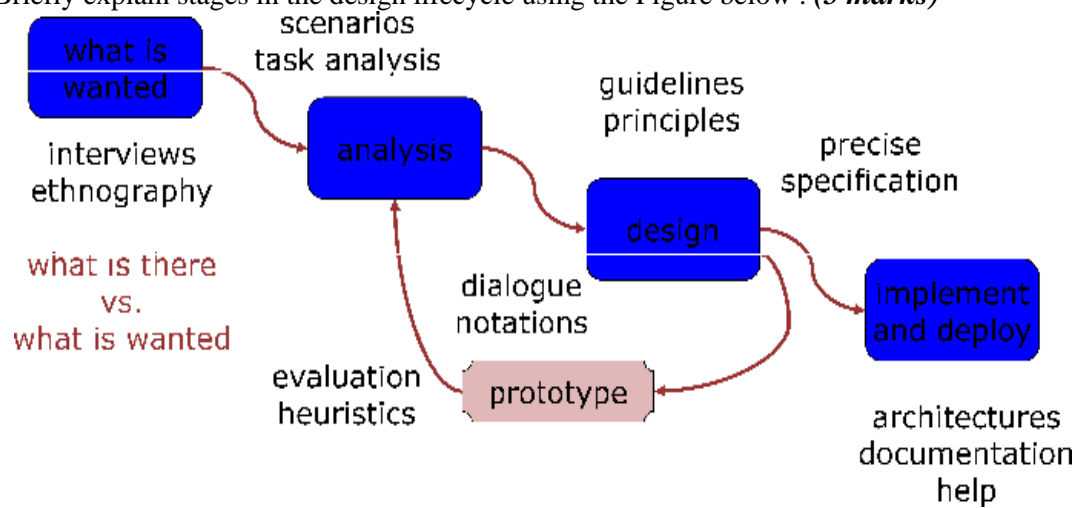 Briefly explain stages in the design lifecycle using the Figure below . (5 marks)
what is
wanted
scenarios
task analysis
guidelines
principles
interviews
ethnography
analysis
precise
specification
what is there
vs.
what is wanted
design
dialogue
notations
implement
and deploy
evaluation
heuristics
prototype
architectures
documentation
help